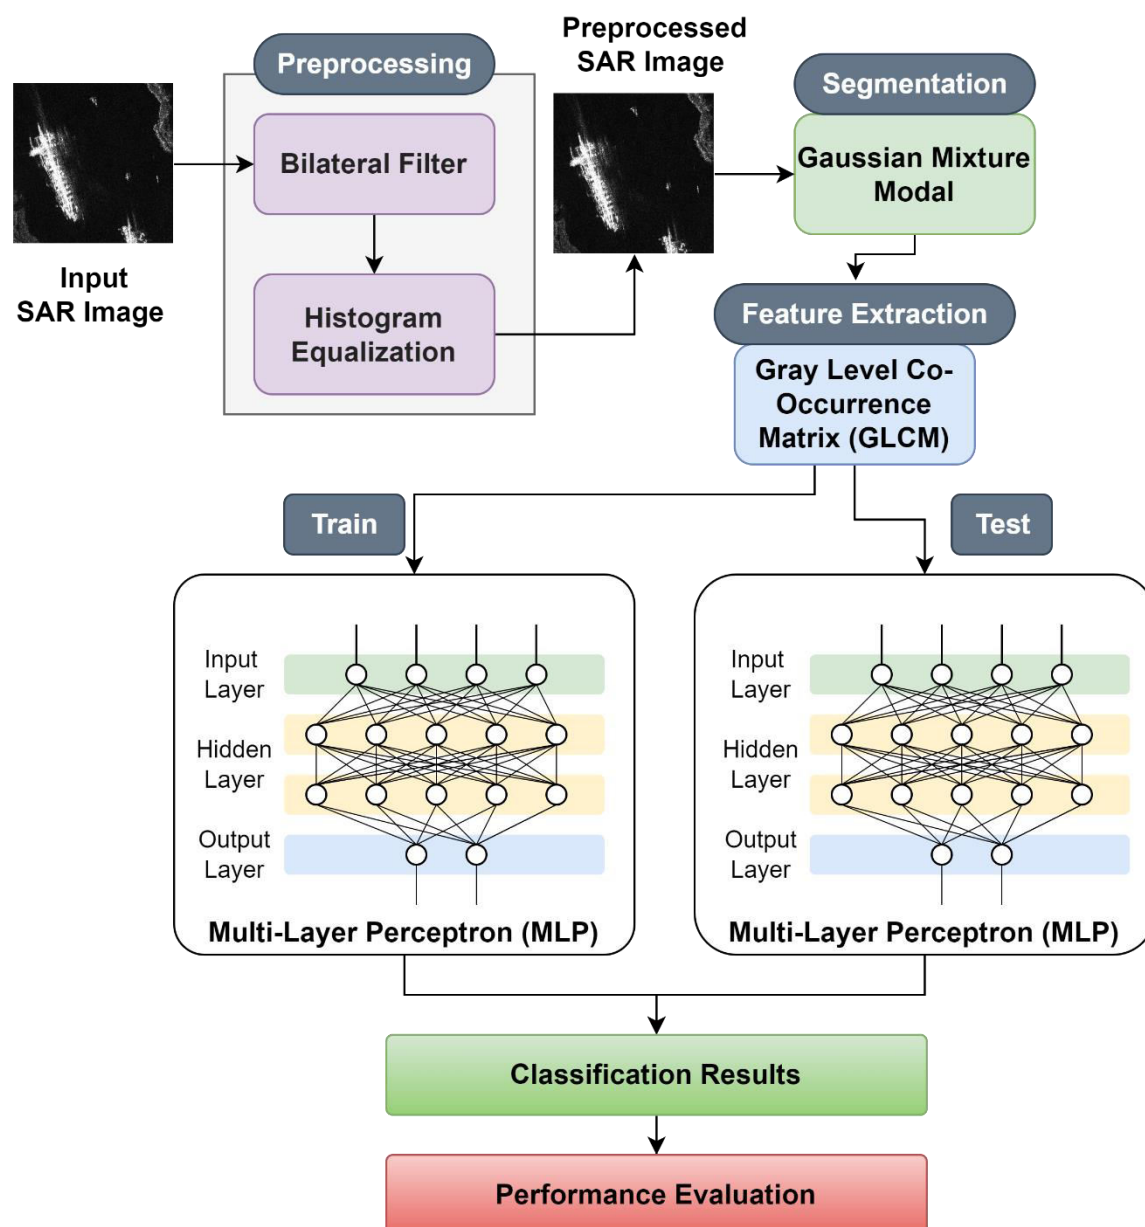 Preprocessing
Input
SAR Image
Bilateral Filter
Histogram
Equalization
Preprocessed
SAR Image
Segmentation
Gaussian Mixture
Modal
Feature Extraction
Gray Level Co-
Occurrence
Matrix (GLCM)
Train
Input
Layer
Hidden
Layer
Output
Layer
Multi-Layer Perceptron (MLP)
Test
Input
Layer
Hidden
Layer
Output
Layer
Multi-Layer Perceptron (MLP)
Classification Results
Performance Evaluation